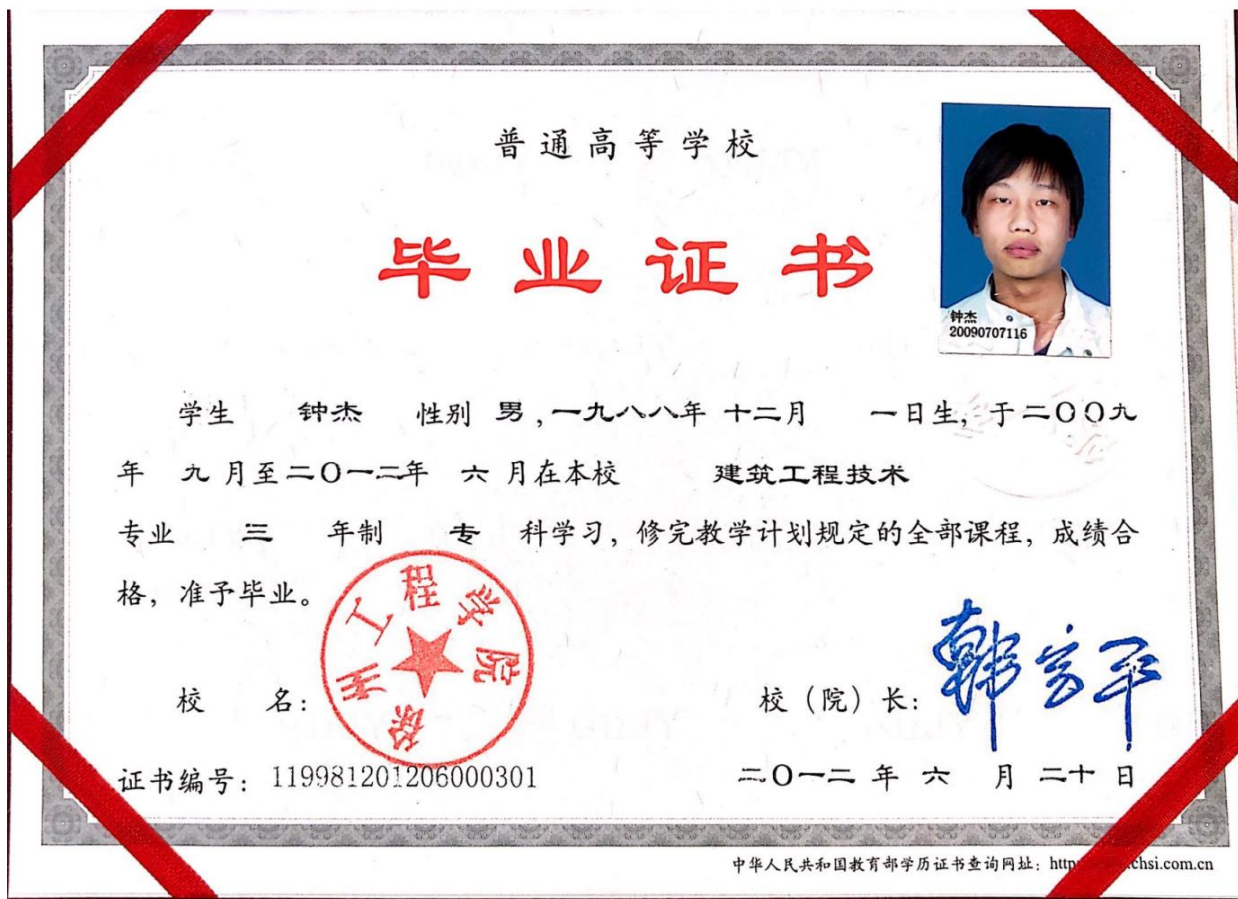 普通高等学校
毕业证书
钟杰
20090707116
学生 钟杰 性别 男,一九八八年 十二月 一日生,于二〇〇九
年 九 月至二〇一二年 六 月在本校 建筑工程技术
专业 三 年制 专 科学习,修完教学计划规定的全部课程,成绩合
格,准予毕业。
徐州工程学院
校 名:
校(院)长:
证书编号:119981201206000301
二〇一二 年 六 月 二十 日
中华人民共和国教育部学历证书查询网址:http chsi.com.cn